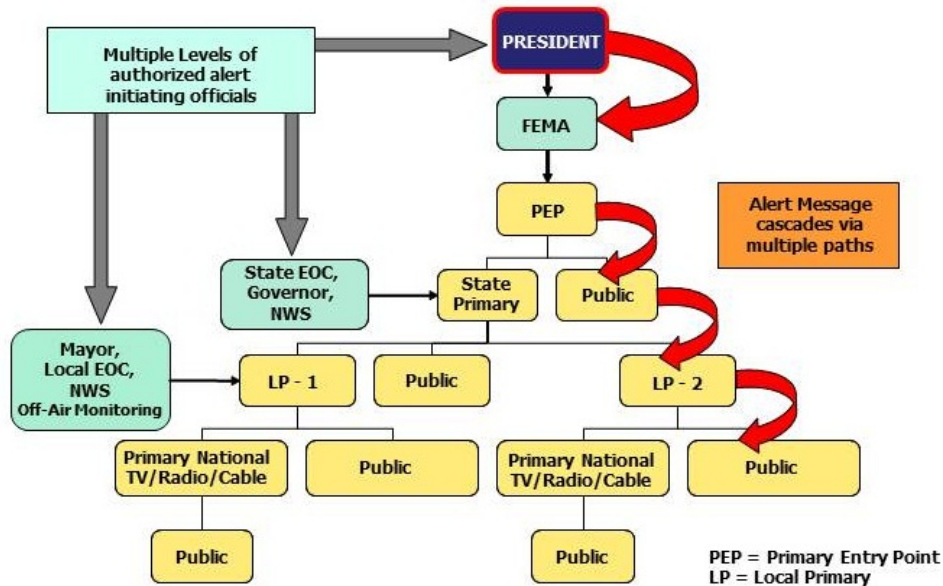 Multiple Levels of
authorized alert
initiating officials
PRESIDENT
FEMA
PEP
Alert Message
cascades via
multiple paths
State EOC,
Governor,
NWS
State
Primary
Public
Mayor,
Local EOC,
NWS
Off-Air Monitoring
LP - 1
Public
LP - 2
Primary National
TV/Radio/Cable
Public
Primary National
TV/Radio/Cable
Public
Public
Public
PEP = Primary Entry Point
LP = Local Primary